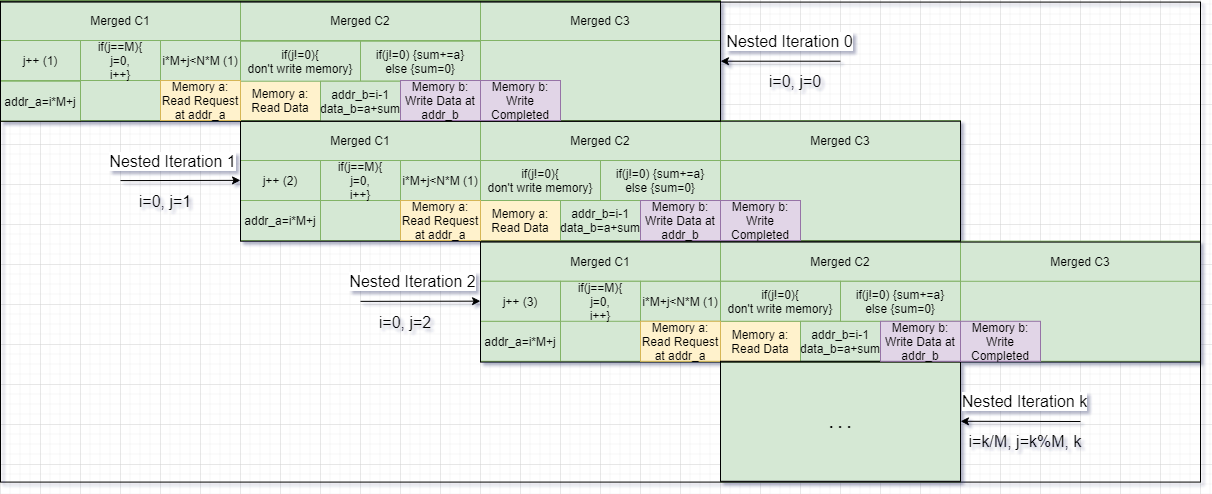 Merged C1
Merged C2
Merged C3
j++ (1)
if(j==M){
j=0,
i++}
i*M+j<N*M (1)
if(j!=0){
don't write memory}
if(j!=0) {sum+=a}
else {sum=0}
addr_a=i*M+j
Memory a:
Read Request
at addr_a
Memory a:
Read Data
addr_b=i-1
data_b=a+sum
Memory b:
Write Data at
addr_b
Memory b:
Write
Completed
Nested Iteration 0
i=0, j=0
Nested Iteration 1
i=0, j=1
Merged C1
Merged C2
Merged C3
j++ (2)
if(j==M){
j=0,
i++}
i*M+j<N*M (1)
if(j!=0){
don't write memory}
if(j!=0) {sum+=a}
else {sum=0}
addr_a=i*M+j
Memory a:
Read Request
at addr_a
Memory a:
Read Data
addr_b=i-1
data_b=a+sum
Memory b:
Write Data at
addr_b
Memory b:
Write
Completed
Nested Iteration 2
i=0, j=2
Merged C1
Merged C2
Merged C3
j++ (3)
if(j==M){
j=0,
i++}
i*M+j<N*M (1)
if(j!=0){
don't write memory}
if(j!=0) {sum+=a}
else {sum=0}
addr_a=i*M+j
Memory a:
Read Request
at addr_a
Memory a:
Read Data
addr_b=i-1
data_b=a+sum
Memory b:
Write Data at
addr_b
Memory b:
Write
Completed
. . .
Nested Iteration k
i=k/M, j=k%M, k